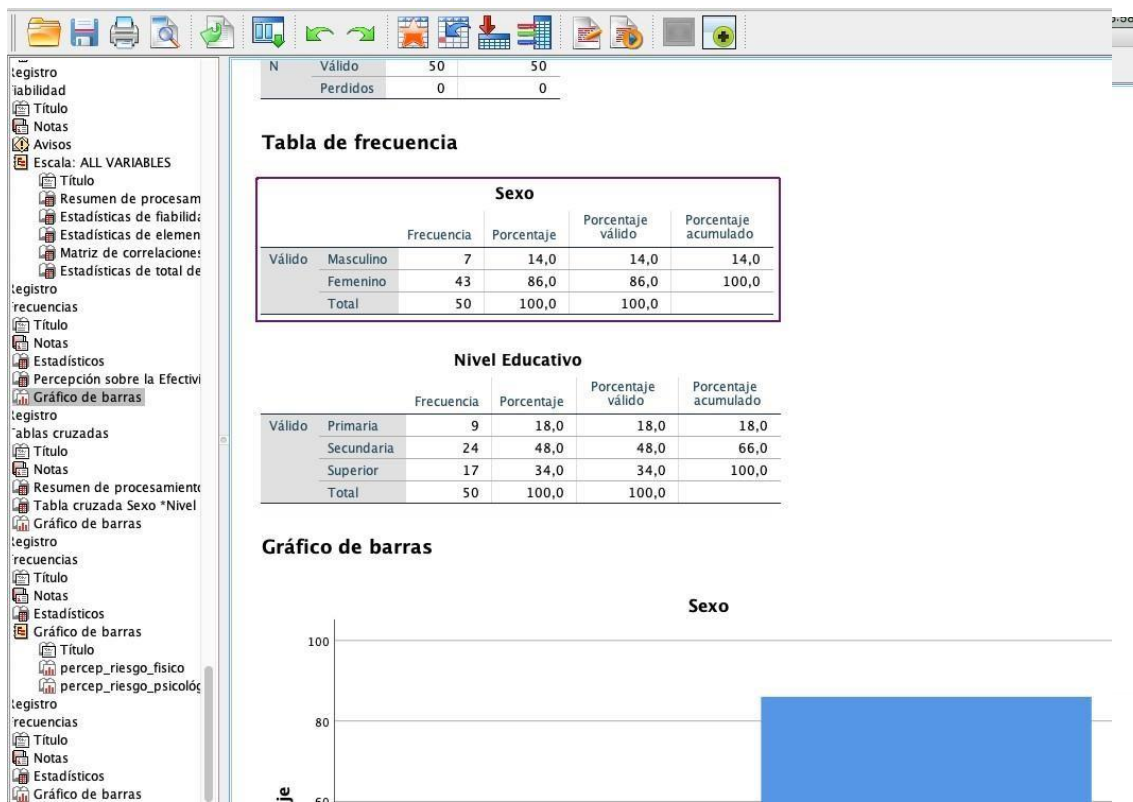 Registro
Fiabilidad
Título
Notas
Avisos
Escala: ALL VARIABLES
Título
Resumen de procesam
Estadísticas de fiabilida
Estadísticas de elemen
Matriz de correlaciones
Estadísticas de total de
Registro
Frecuencias
Título
Notas
Estadísticos
Percepción sobre la Efectivi
Gráfico de barras
Registro
Tablas cruzadas
Título
Notas
Resumen de procesamiento
Tabla cruzada Sexo *Nivel
Gráfico de barras
Registro
Frecuencias
Título
Notas
Estadísticos
Gráfico de barras
Título
percep_riesgo_fisico
percep_riesgo_psicológ
Registro
Frecuencias
Título
Notas
Estadísticos
Gráfico de barras
N Válido 50 50
Perdidos 0 0
Tabla de frecuencia
Sexo
Frecuencia Porcentaje Porcentaje válido Porcentaje acumulado
Válido Masculino 7 14,0 14,0 14,0
Femenino 43 86,0 86,0 100,0
Total 50 100,0 100,0
Nivel Educativo
Frecuencia Porcentaje Porcentaje válido Porcentaje acumulado
Válido Primaria 9 18,0 18,0 18,0
Secundaria 24 48,0 48,0 66,0
Superior 17 34,0 34,0 100,0
Total 50 100,0 100,0
Gráfico de barras
Sexo
100
80
60
je